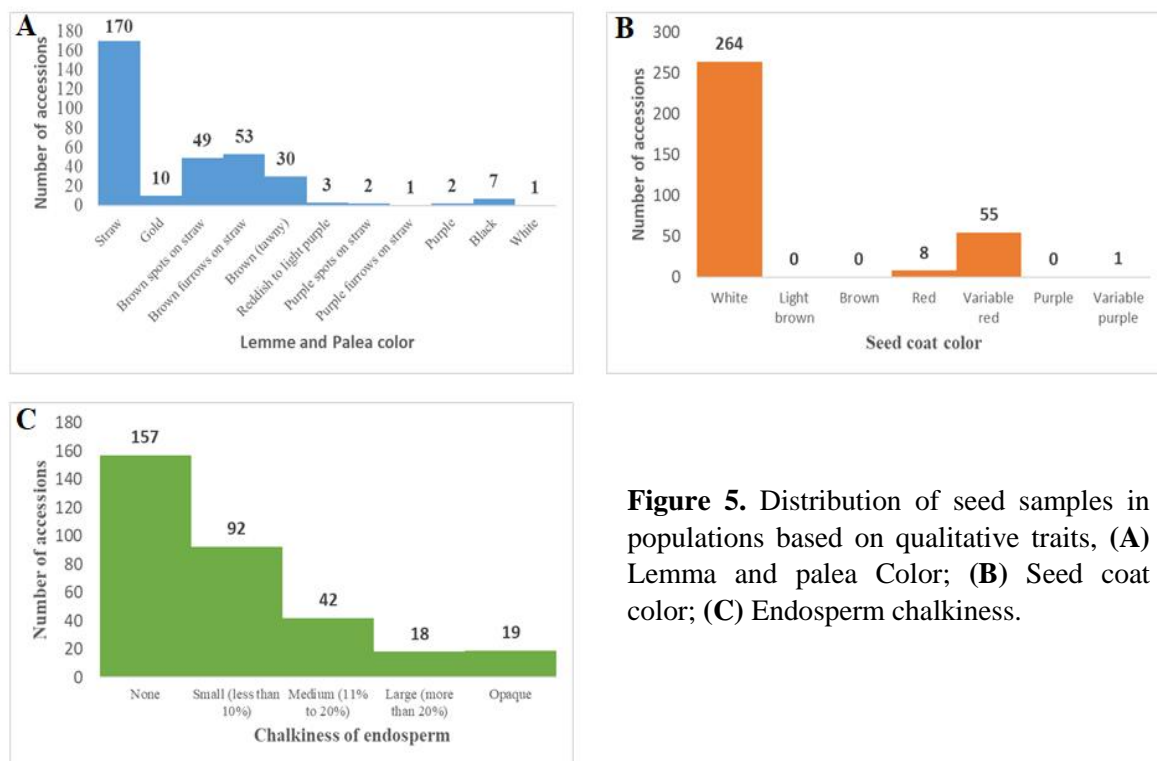 A
Number of accessions
180
160
140
120
100
80
60
40
20
0
170
10
49
53
30
3
2
1
2
7
1
Straw
Gold
Brown spots on straw
Brown furrows on straw
Brown (tawny)
Reddish to light purple
Purple spots on straw
Purple furrows on straw
Purple
Black
White
Lemme and Palea color
B
Number of accessions
300
250
200
150
100
50
0
264
0
0
8
55
0
1
White
Light
brown
Brown
Red
Variable
red
Purple
Variable
purple
Seed coat color
C
Number of accessions
180
160
140
120
100
80
60
40
20
0
157
92
42
18
19
None
Small (less than
10%)
Medium (11%
to 20%)
Large (more
than 20%)
Opaque
Chalkiness of endosperm
Figure 5. Distribution of seed samples in
populations based on qualitative traits, (A)
Lemma and palea Color; (B) Seed coat
color; (C) Endosperm chalkiness.